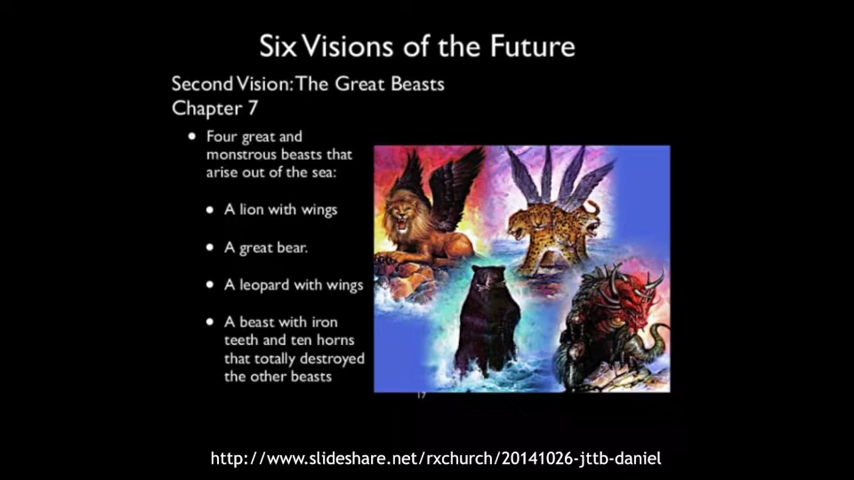 Six Visions of the Future
Second Vision: The Great Beasts
Chapter 7
• Four great and
monstrous beasts that
arise out of the sea:
• A lion with wings
• A great bear.
• A leopard with wings
• A beast with iron
teeth and ten horns
that totally destroyed
the other beasts
17
http://www.slideshare.net/rxchurch/20141026-jttb-daniel